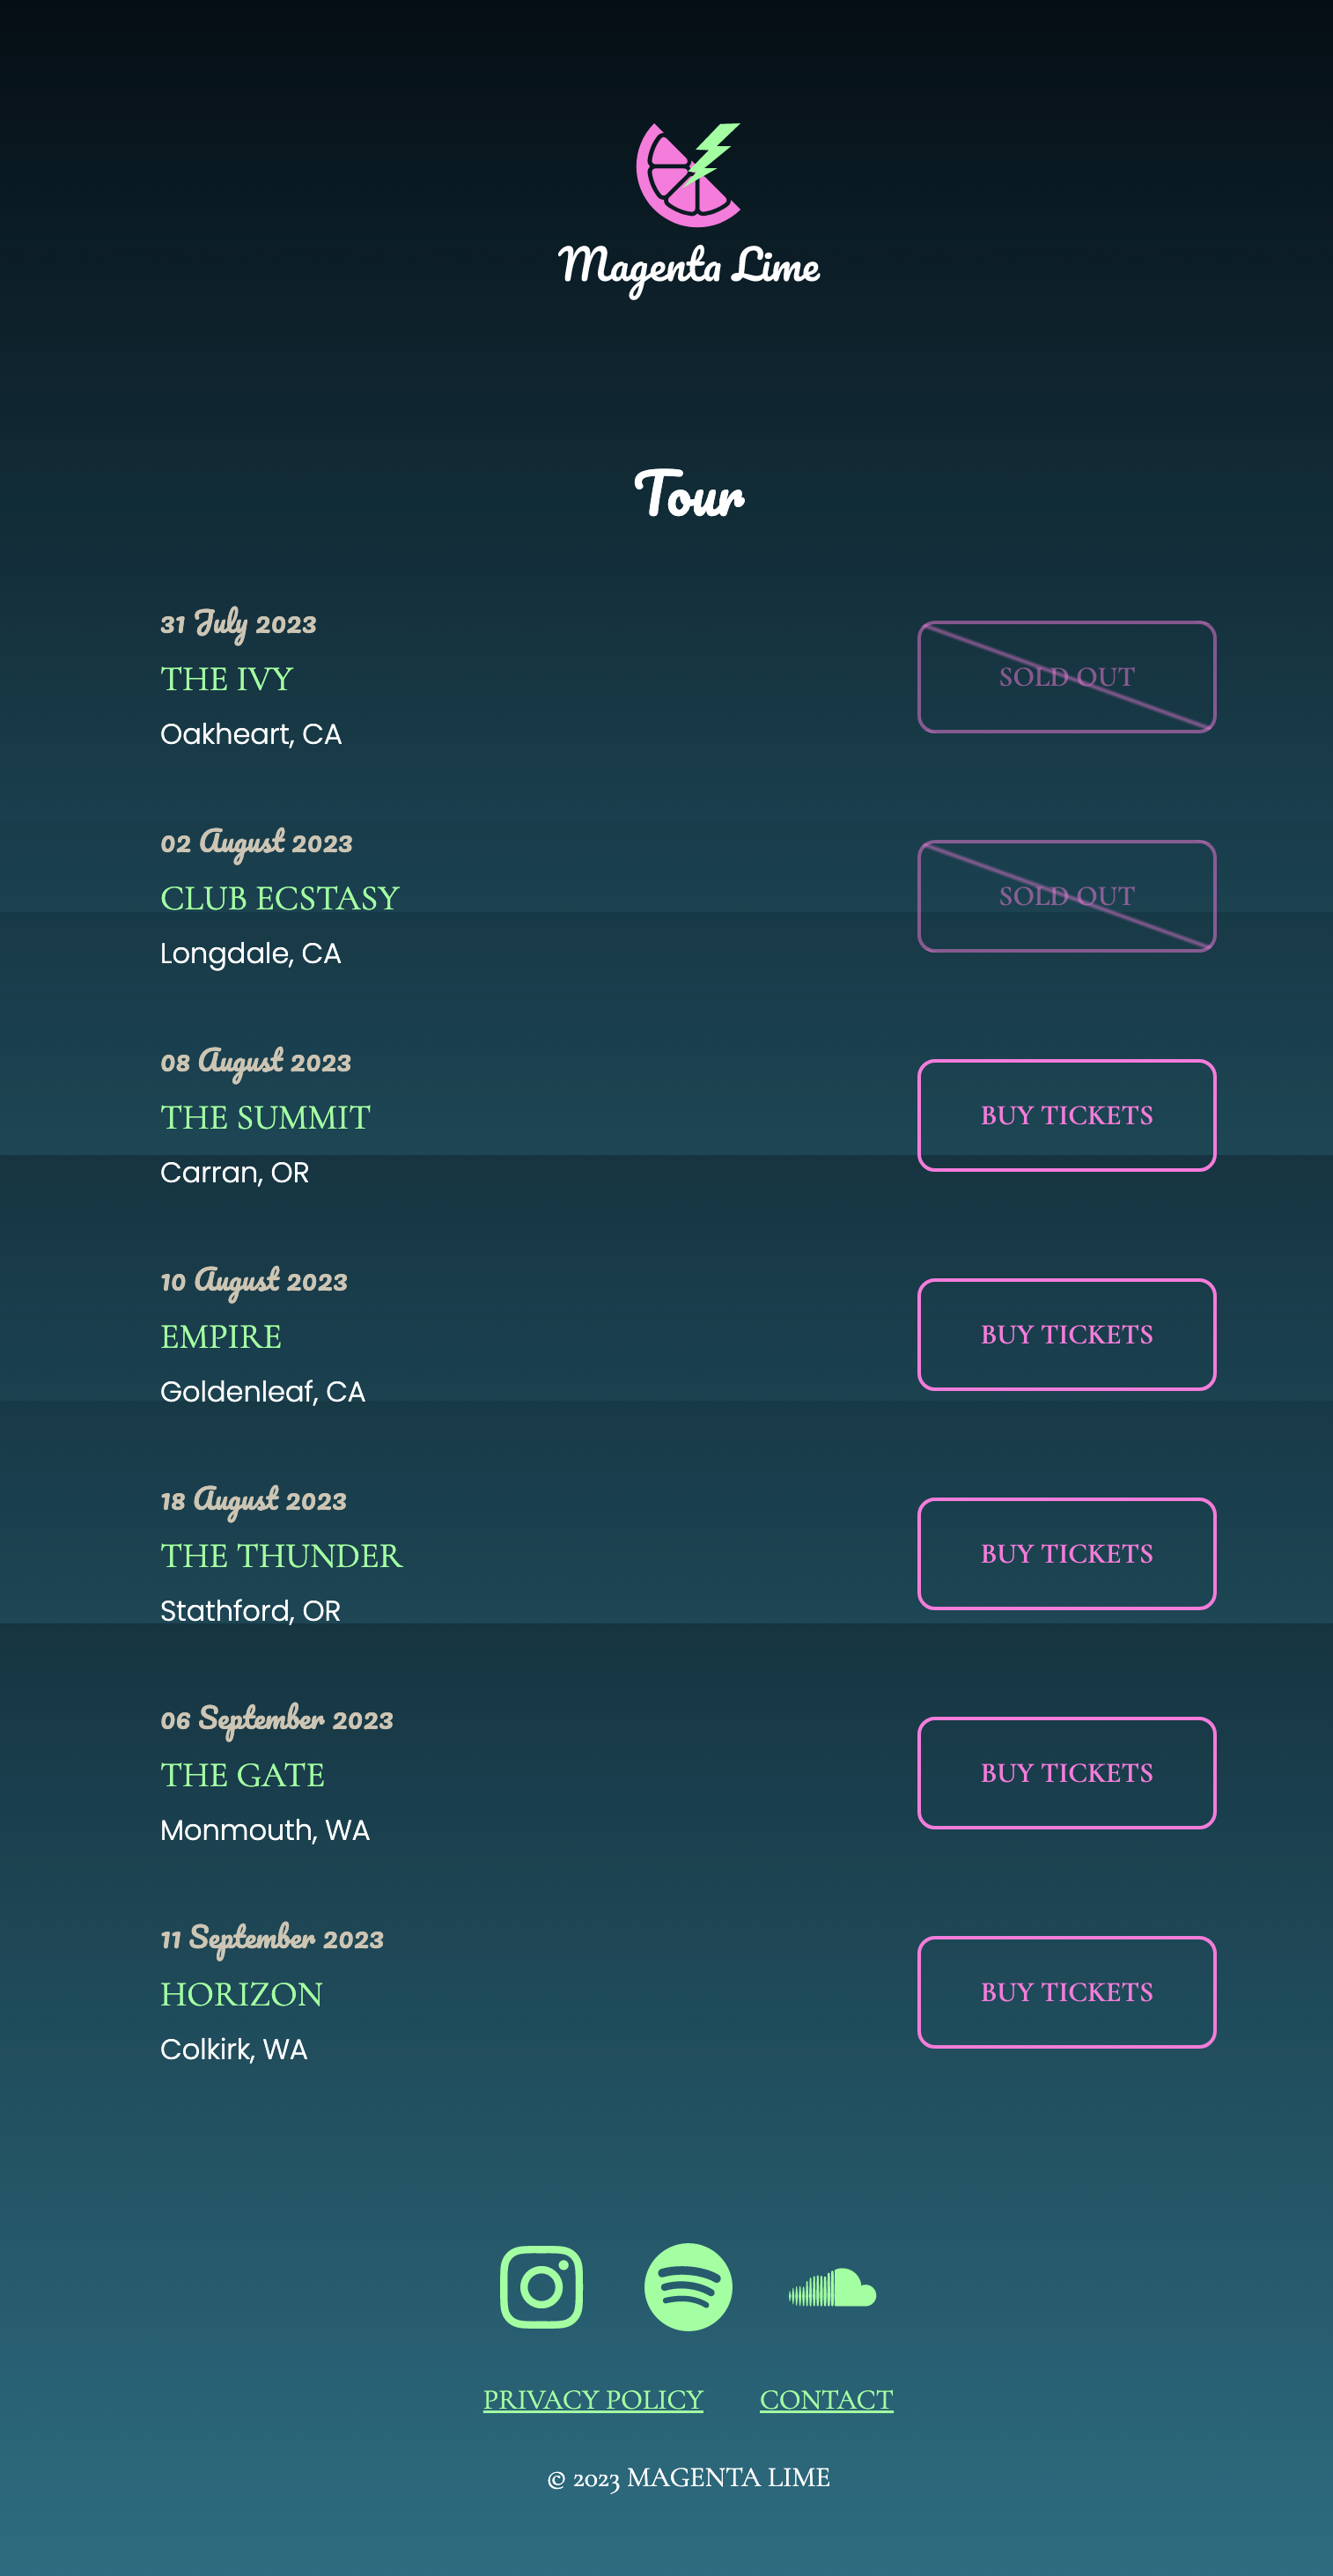 Magenta Lime
Tour
31 July 2023
THE IVY
Oakheart, CA
SOLD OUT
02 August 2023
CLUB ECSTASY
Longdale, CA
SOLD OUT
08 August 2023
THE SUMMIT
Carran, OR
BUY TICKETS
10 August 2023
EMPIRE
Goldenleaf, CA
BUY TICKETS
18 August 2023
THE THUNDER
Stathford, OR
BUY TICKETS
06 September 2023
THE GATE
Monmouth, WA
BUY TICKETS
11 September 2023
HORIZON
Colkirk, WA
BUY TICKETS
PRIVACY POLICY CONTACT
© 2023 MAGENTA LIME